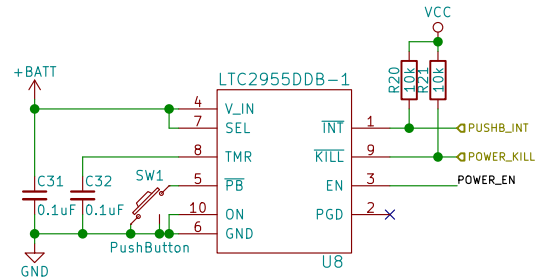 VCC
+BATT
LTC2955DDB-1
R20
10k
R21
10k
4 V_IN
7 SEL
INT 1
PUSHB_INT
8 TMR
KILL 9
POWER_KILL
C31
0.1uF
C32
0.1uF
SW1
5 PB
EN 3
POWER_EN
10 ON
PGD 2
6 GND
PushButton
GND
U8